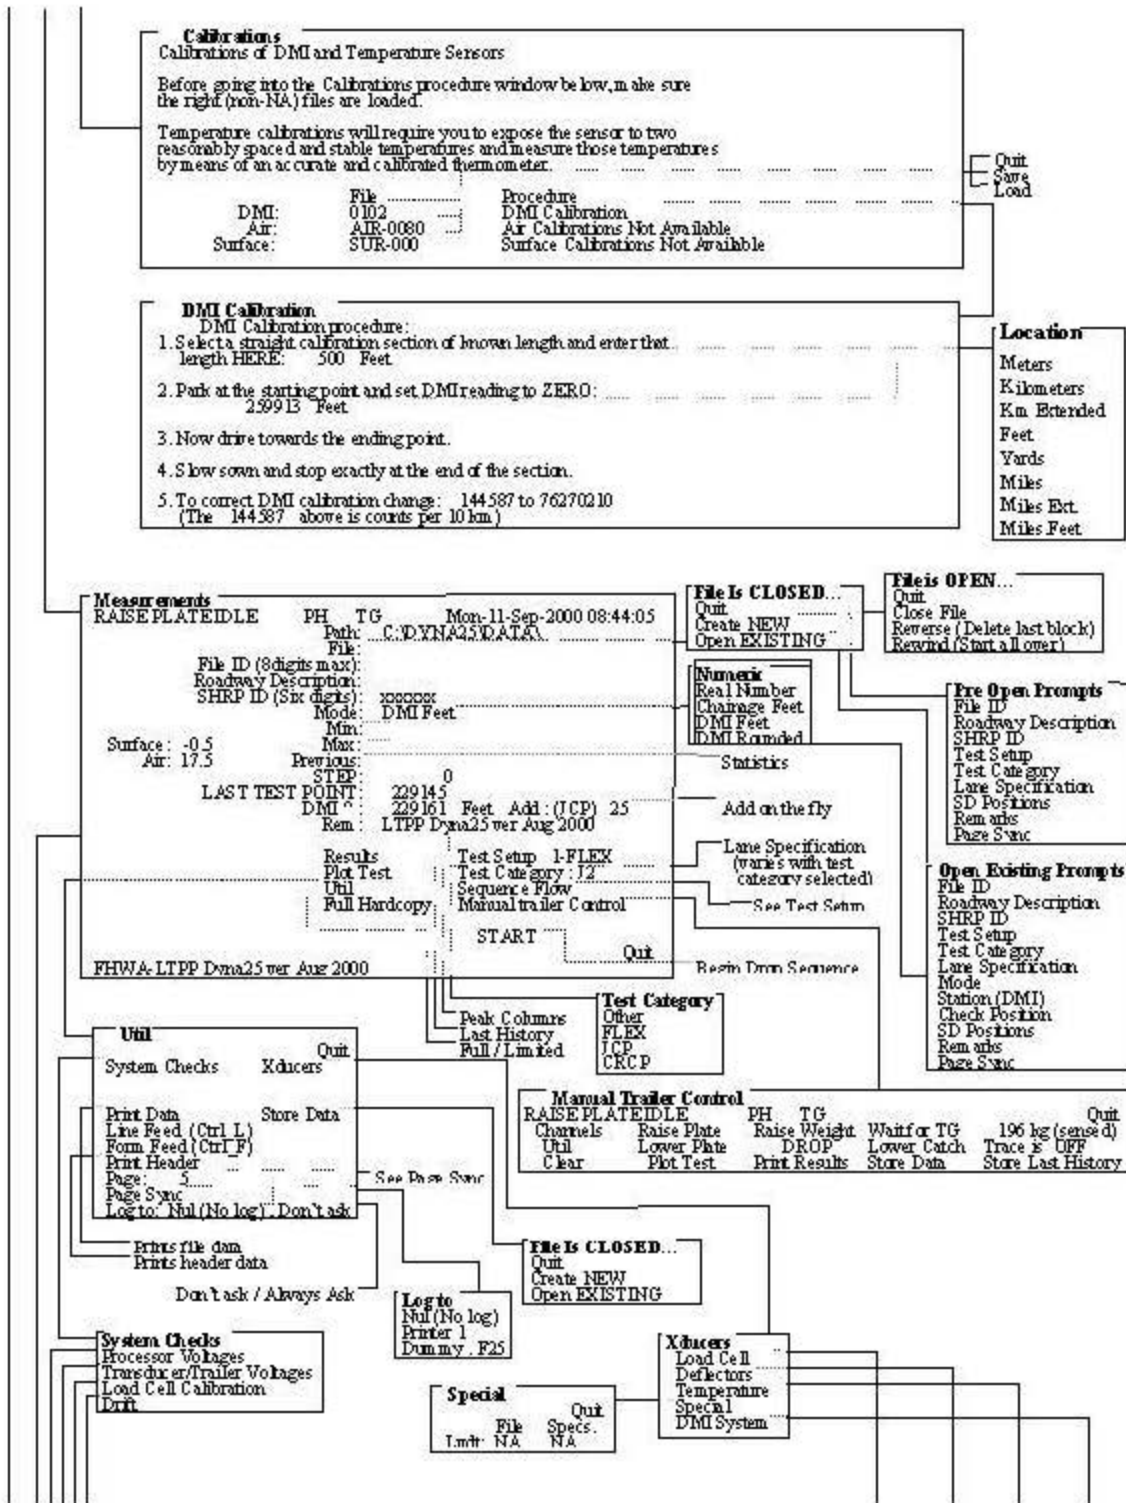 Calibrations
Calibrations of DMI and Temperature Sensors
Before going into the Calibrations procedure window below, make sure
the right (non-NA) files are loaded.
Temperature calibrations will require you to expose the sensor to two
reasonably spaced and stable temperatures and measure those temperatures
by means of an accurate and calibrated thermometer.
Quit
Save
Load
File Procedure
DMI: 0102 DMI Calibration
Air: AIR-0080 Air Calibrations Not Available
Surface: SUR-000 Surface Calibrations Not Available
DMI Calibration
DMI Calibration procedure:
1. Select a straight calibration section of known length and enter that
length HERE: 500 Feet
2. Park at the starting point and set DMI reading to ZERO:
259913 Feet
3. Now drive towards the ending point.
4. Slow sown and stop exactly at the end of the section.
5. To correct DMI calibration change: 144587 to 76270210
(The 144587 above is counts per 10 km)
Location
Meters
Kilometers
Km Extended
Feet
Yards
Miles
Miles Ext.
Miles.Feet
Measurements
RAISE PLATE IDLE PH TG Mon-11-Sep-2000 08:44:05
Path: C:\DYNA25\DATA\
File:
File ID (8digits max):
Roadway Description:
SHRP ID (Six digits): xxxxxx
Mode: DMI Feet
Min:
Surface: -0.5 Max:
Air: 17.5 Previous:
STEP: 0
LAST TEST POINT: 229145
DMI ^: 229161 Feet Add: (JCP) 25
Rem: LTPP Dyna25 ver Aug 2000
Results Test Setup 1-FLEX
Plot Test Test Category: J2
Util Sequence Flow
Full Hardcopy Manual trailer Control
START
Quit
FHWA-LTPP Dyna25 ver Aug 2000
File Is CLOSED...
Quit
Create NEW
Open EXISTING
File is OPEN...
Quit
Close File
Reverse (Delete last block)
Rewind (Start all over)
Numeric
Real Number
Chainage Feet
DMI Feet
DMI Rounded
Statistics
Add on the fly
Lane Specification
(varies with test
category selected)
See Test Setup
Begin Drop Sequence
Pre Open Prompts
File ID
Roadway Description
SHRP ID
Test Setup
Test Category
Lane Specification
SD Positions
Remarks
Page Sync
Open Existing Prompts
File ID
Roadway Description
SHRP ID
Test Setup
Test Category
Lane Specification
Mode
Station (DMI)
Check Position
SD Positions
Remarks
Page Sync
Peak Columns
Last History
Full / Limited
Test Category
Other
FLEX
JCP
CRCP
Util
Quit
System Checks Xducers
Print Data Store Data
Line Feed (Ctrl_L)
Form Feed (Ctrl_F)
Print Header
Page: 5
Page Sync
Log to: Nul (No log) . Don't ask
See Page Sync
Prints file data
Prints header data
Don't ask / Always Ask
Manual Trailer Control
RAISE PLATE IDLE PH TG Quit
Channels Raise Plate Raise Weight Wait for TG 196 kg (sensed)
Util Lower Plate DROP Lower Catch Trace is OFF
Clear Plot Test Print Results Store Data Store Last History
File Is CLOSED...
Quit
Create NEW
Open EXISTING
Log to
Nul (No log)
Printer 1
Dummy . F25
System Checks
Processor Voltages
Transducer/Trailer Voltages
Load Cell Calibration
Drift
Special
Quit
File Specs.
Lmdt: NA NA
Xducers
Load Cell
Deflectors
Temperature
Special
DMI System